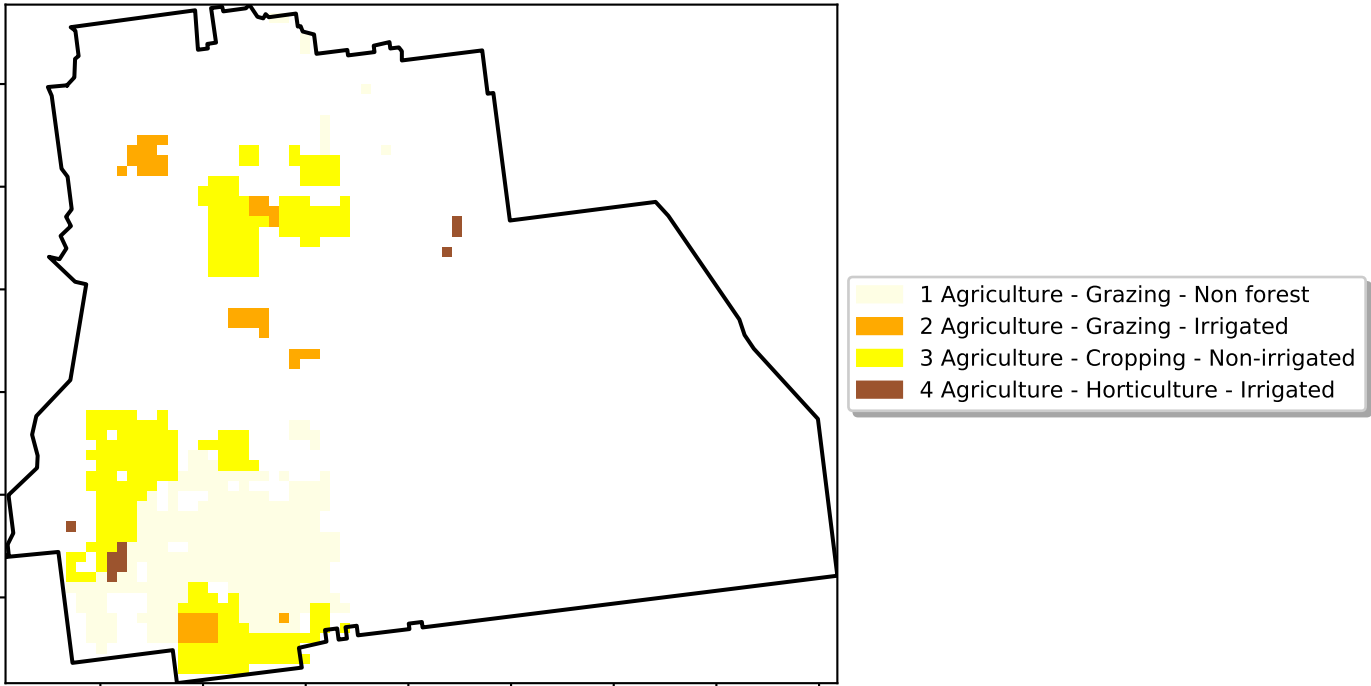 1 Agriculture - Grazing - Non forest
2 Agriculture - Grazing - Irrigated
3 Agriculture - Cropping - Non-irrigated
4 Agriculture - Horticulture - Irrigated